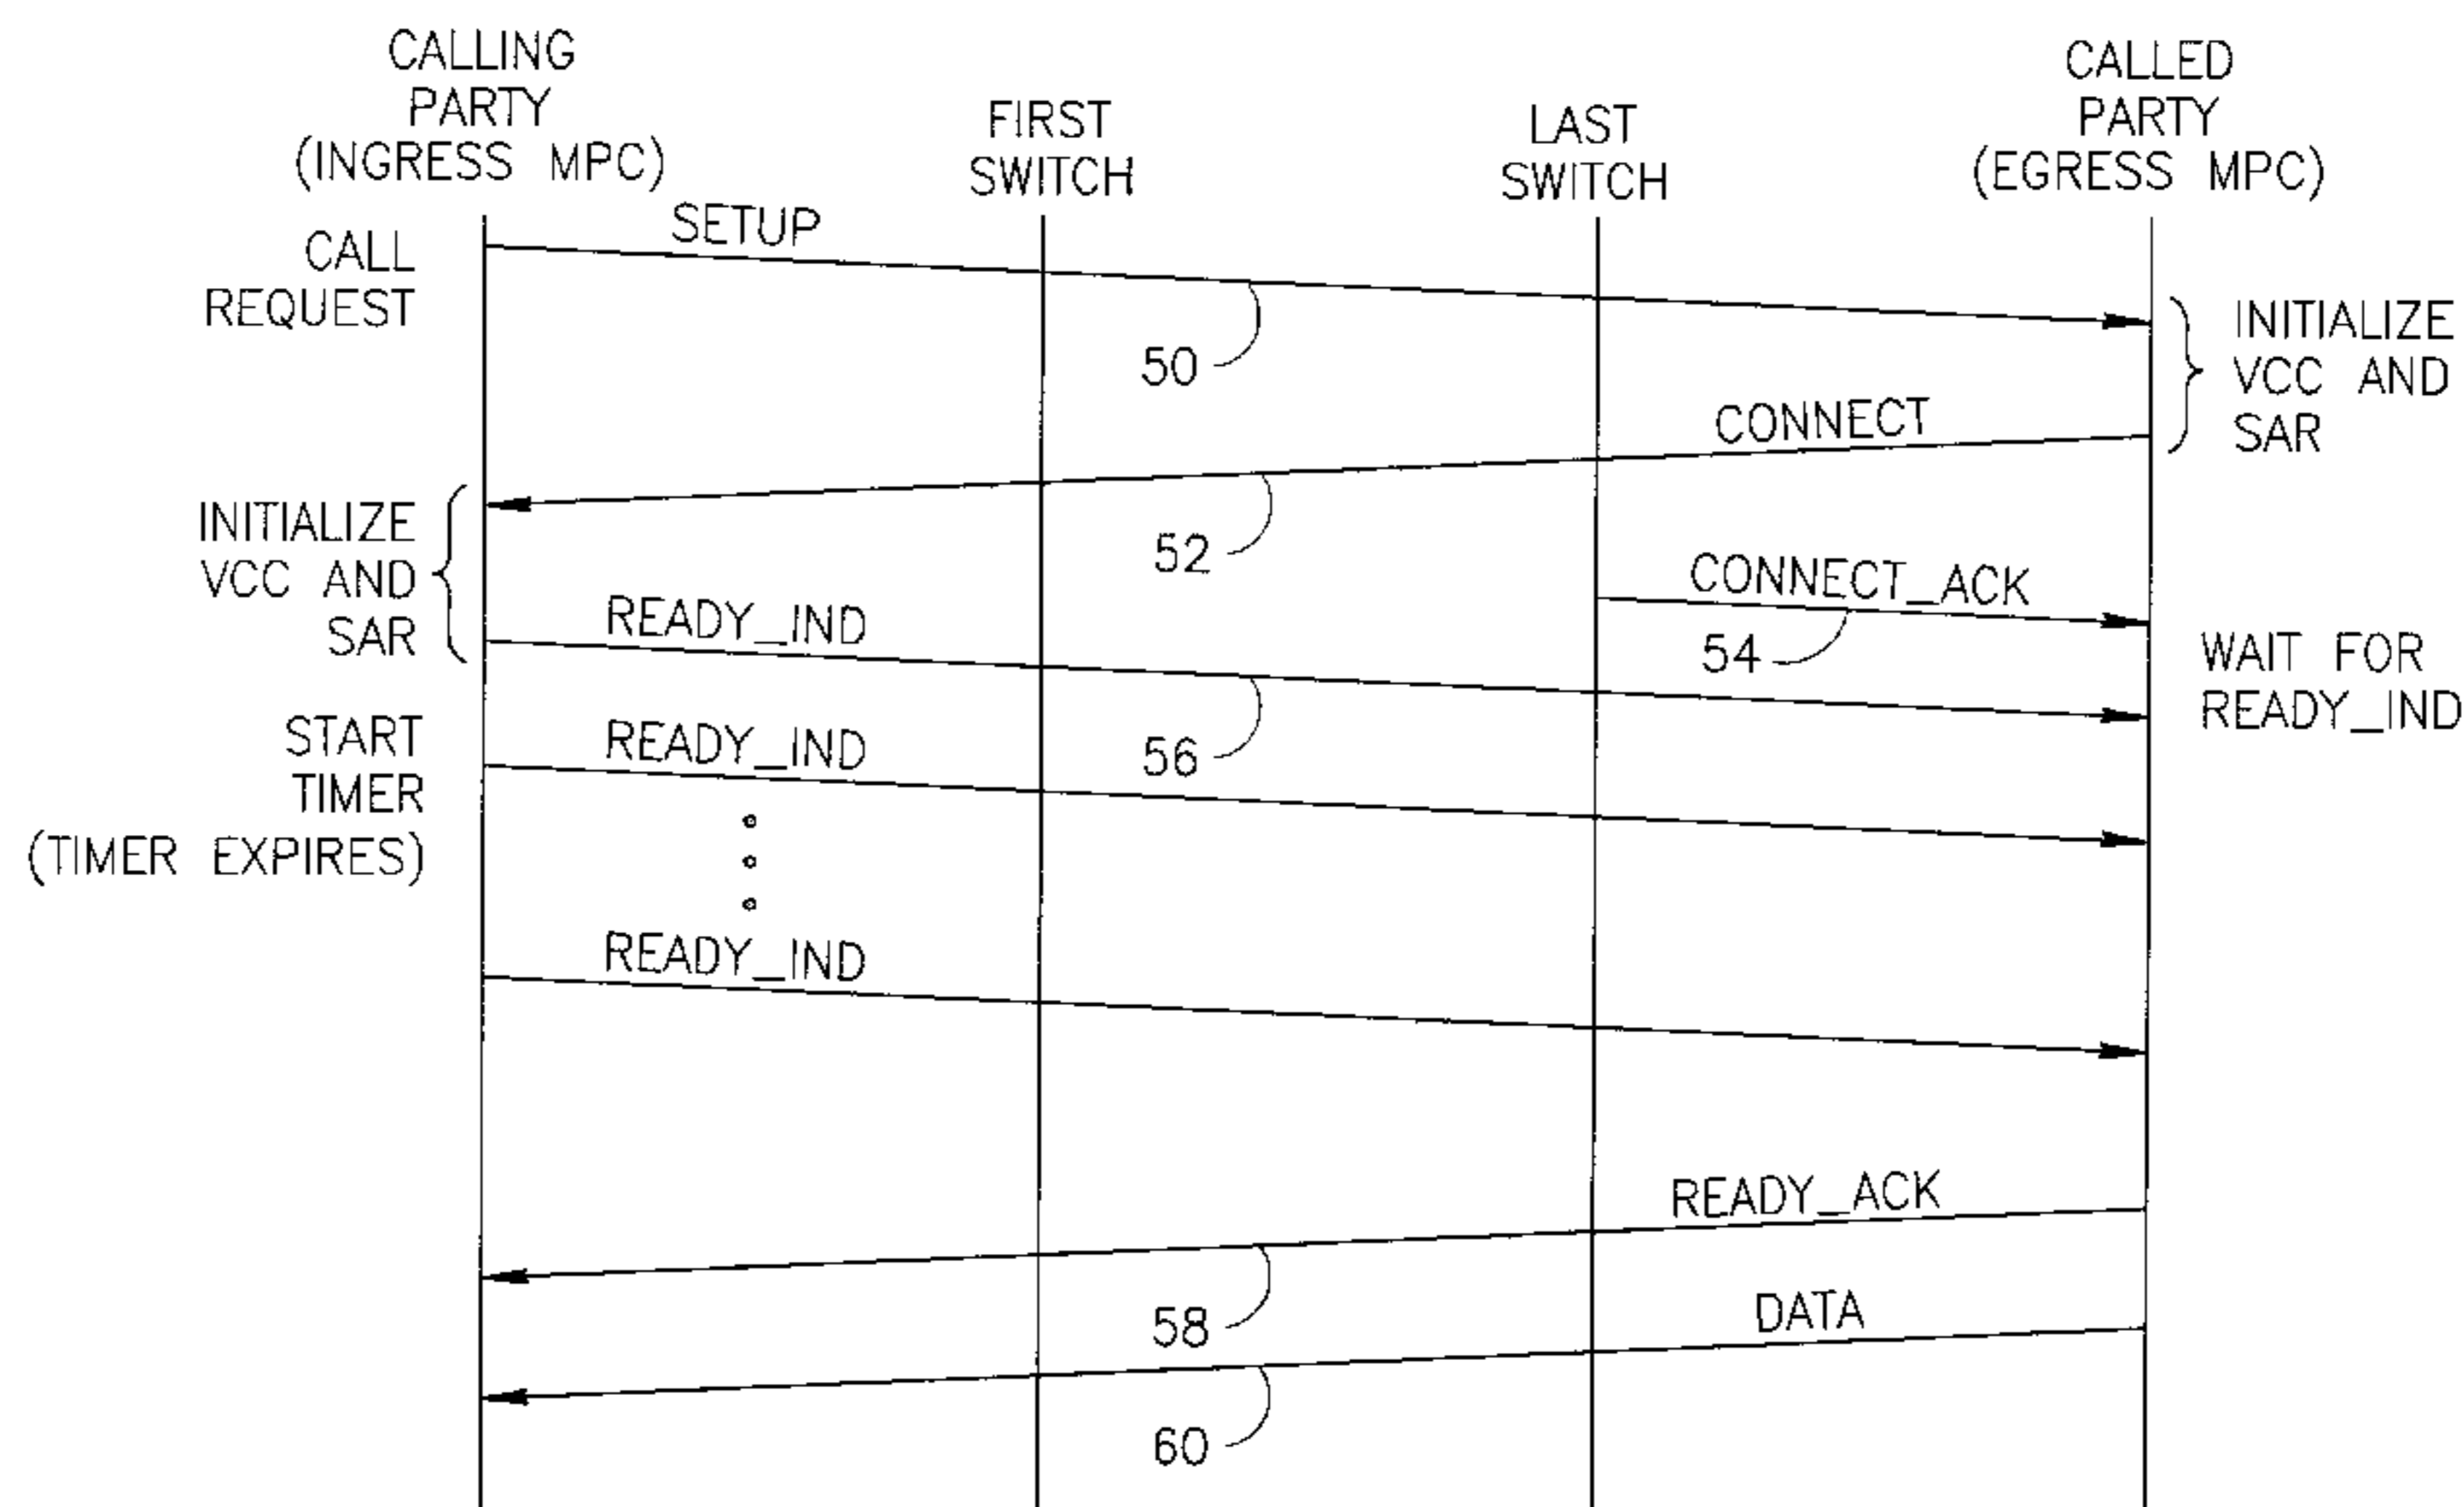 CALLING
PARTY
(INGRESS MPC)
FIRST
SWITCH
LAST
SWITCH
CALLED
PARTY
(EGRESS MPC)
CALL
REQUEST
SETUP
50
INITIALIZE
VCC AND
SAR
CONNECT
52
INITIALIZE
VCC AND
SAR
CONNECT_ACK
54
READY_IND
56
WAIT FOR
READY_IND
START
TIMER
(TIMER EXPIRES)
READY_IND
READY_IND
READY_ACK
58
DATA
60